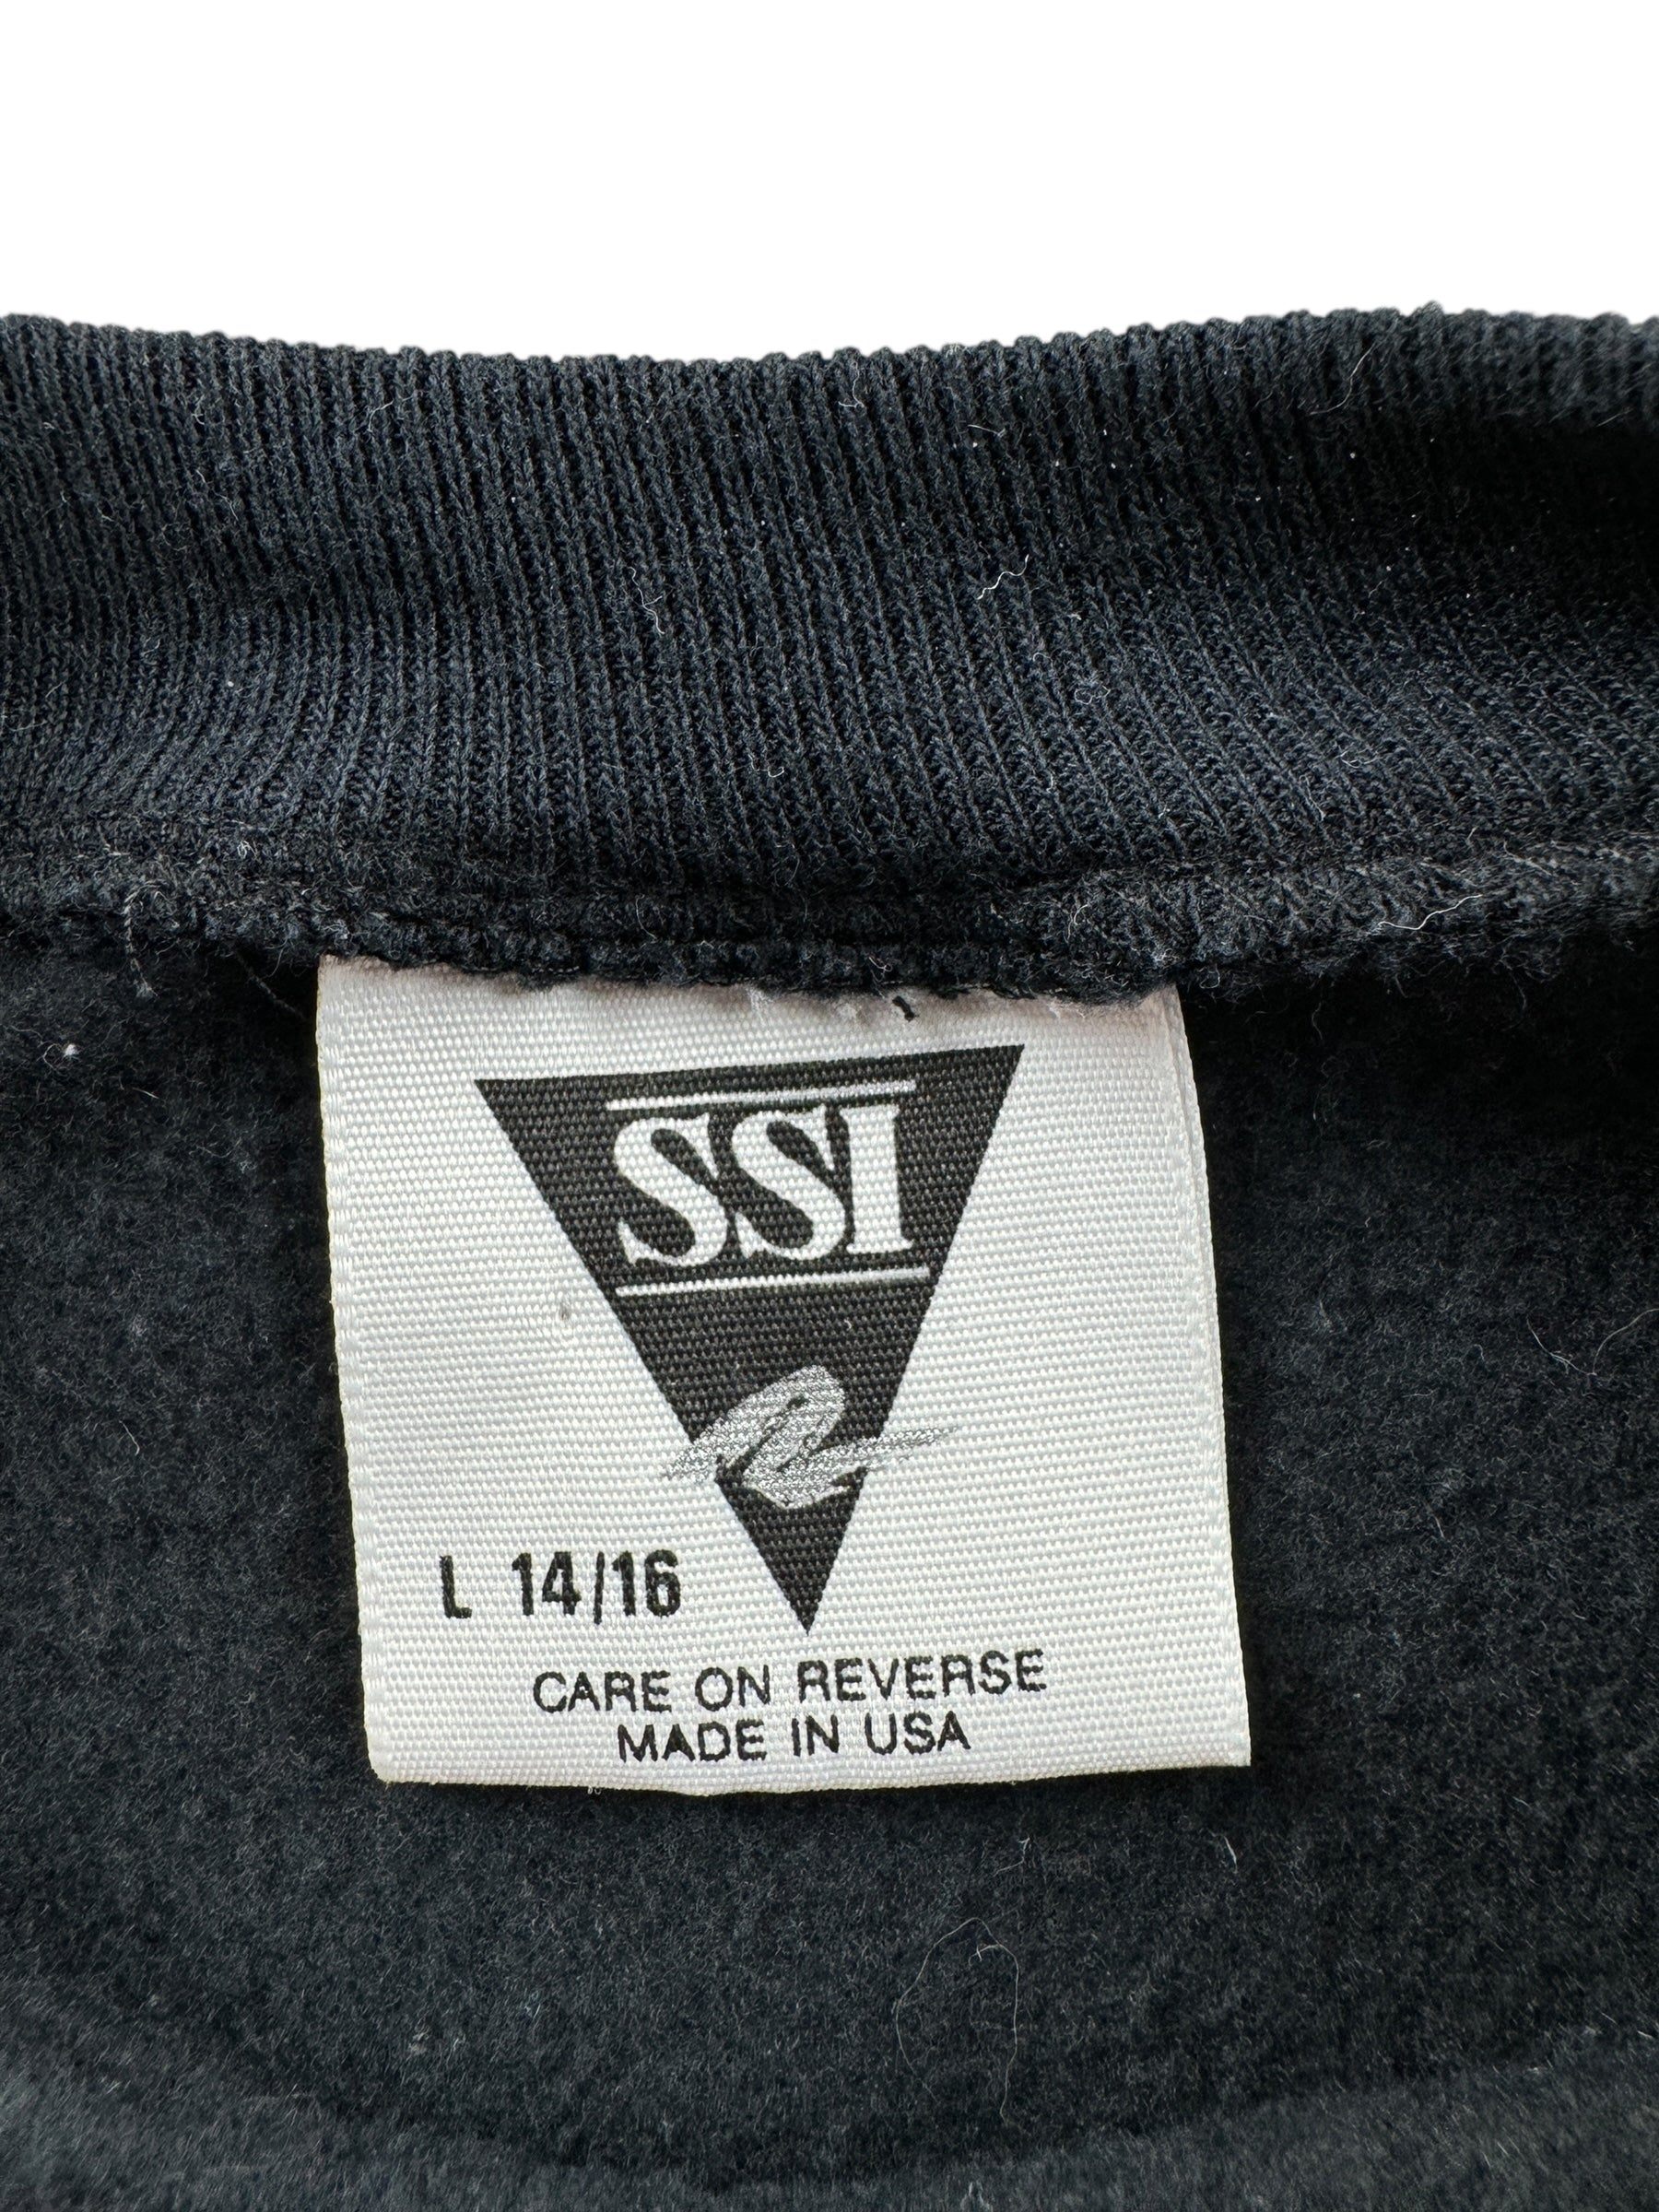 SSI
L 14/16
CARE ON REVERSE
MADE IN USA